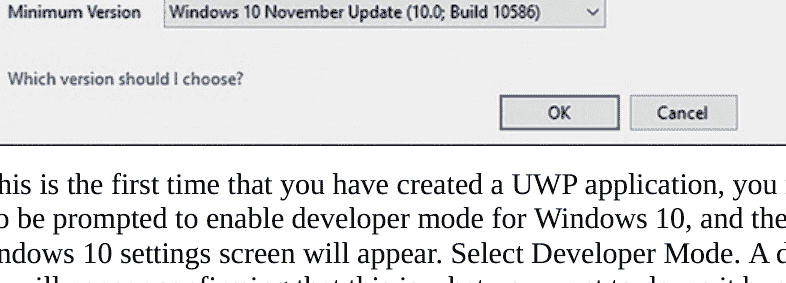 Minimum Version Windows 10 November Update (10.0; Build 10586)
Which version should I choose?
OK Cancel
his is the first time that you have created a UWP application, you
o be prompted to enable developer mode for Windows 10, and the
ndows 10 settings screen will appear. Select Developer Mode. A d